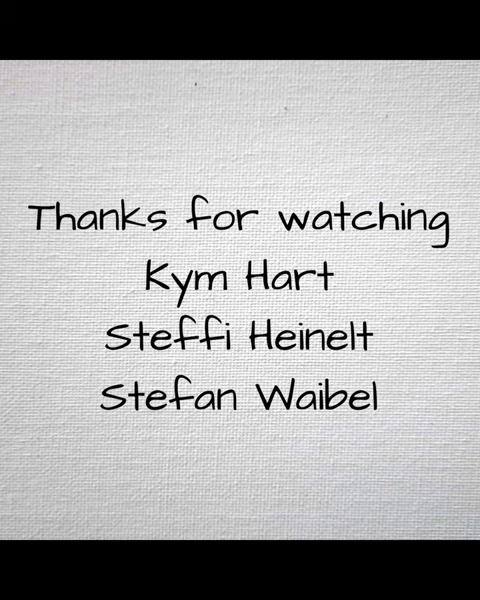 Thanks for watching
Kym Hart
Steffi Heinelt
Stefan Waibel